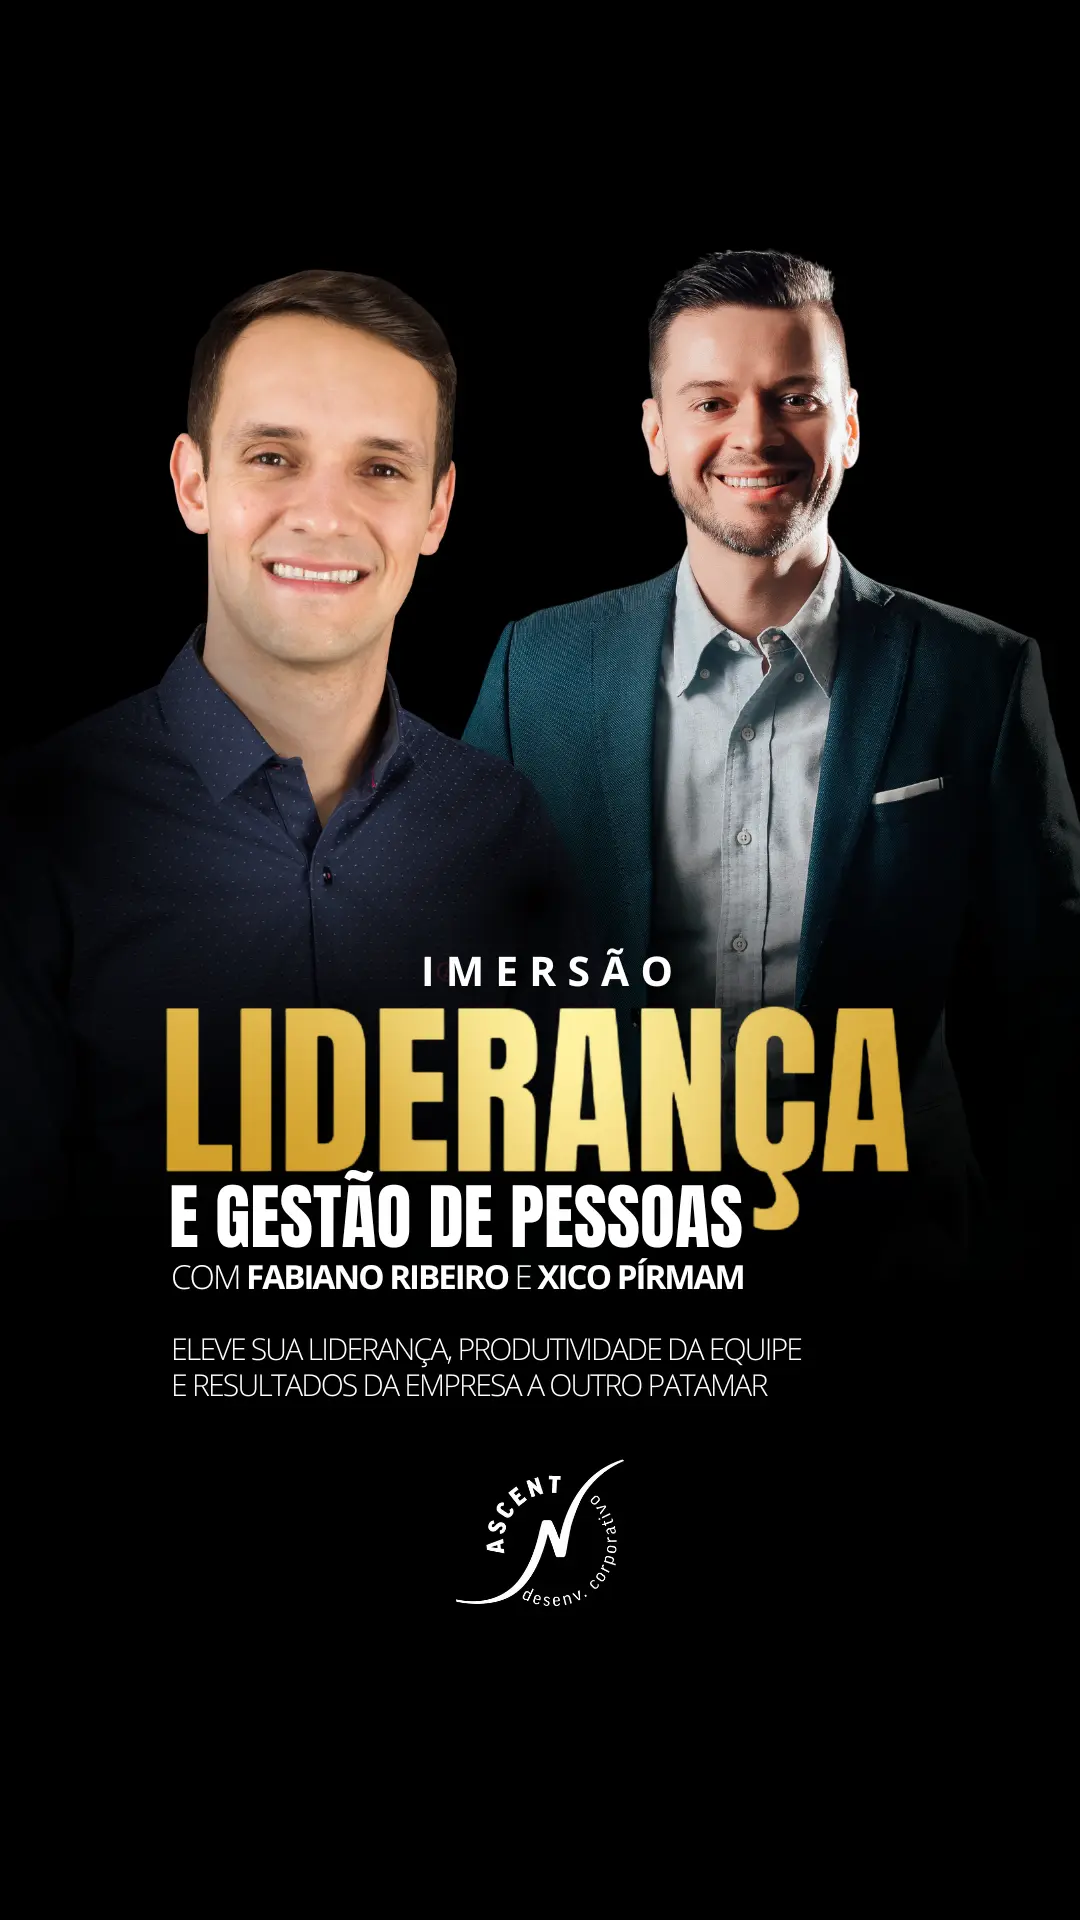 IMERSÃO
LIDERANÇA
E GESTÃO DE PESSOAS
COM FABIANO RIBEIRO E XICO PÍRMAM
ELEVE SUA LIDERANÇA, PRODUTIVIDADE DA EQUIPE
E RESULTADOS DA EMPRESA A OUTRO PATAMAR
ASCENT
desenv. corporativo